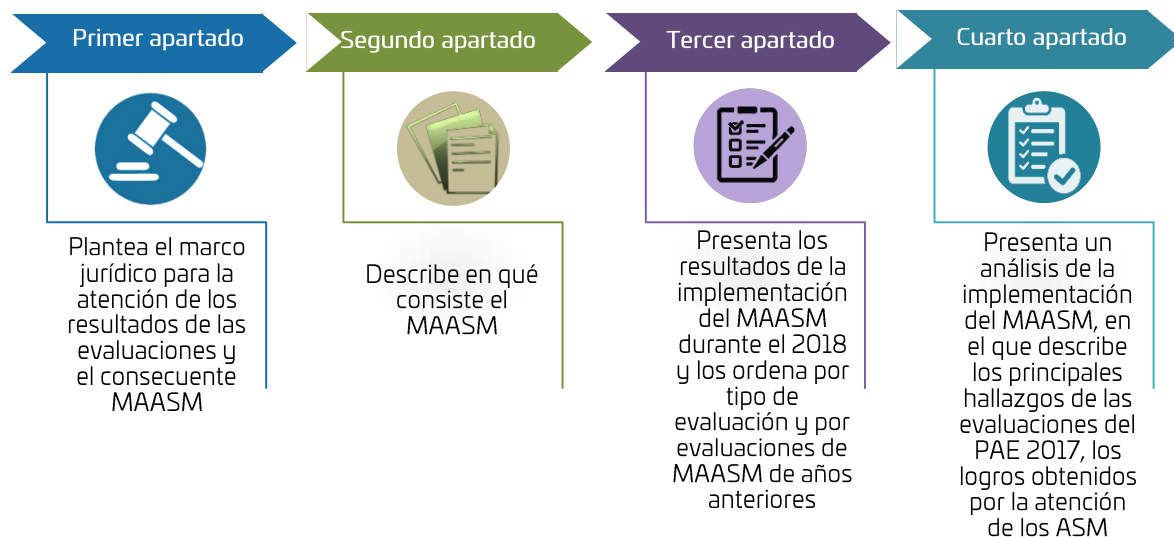 Primer apartado
Plantea el marco
jurídico para la
atención de los
resultados de las
evaluaciones y
el consecuente
MAASM
Segundo apartado
Describe en qué
consiste el
MAASM
Tercer apartado
Presenta los
resultados de la
implementación
del MAASM
durante el 2018
y los ordena por
tipo de
evaluación y por
evaluaciones de
MAASM de años
anteriores
Cuarto apartado
Presenta un
análisis de la
implementación
del MAASM, en
el que describe
los principales
hallazgos de las
evaluaciones del
PAE 2017, los
logros obtenidos
por la atención
de los ASM